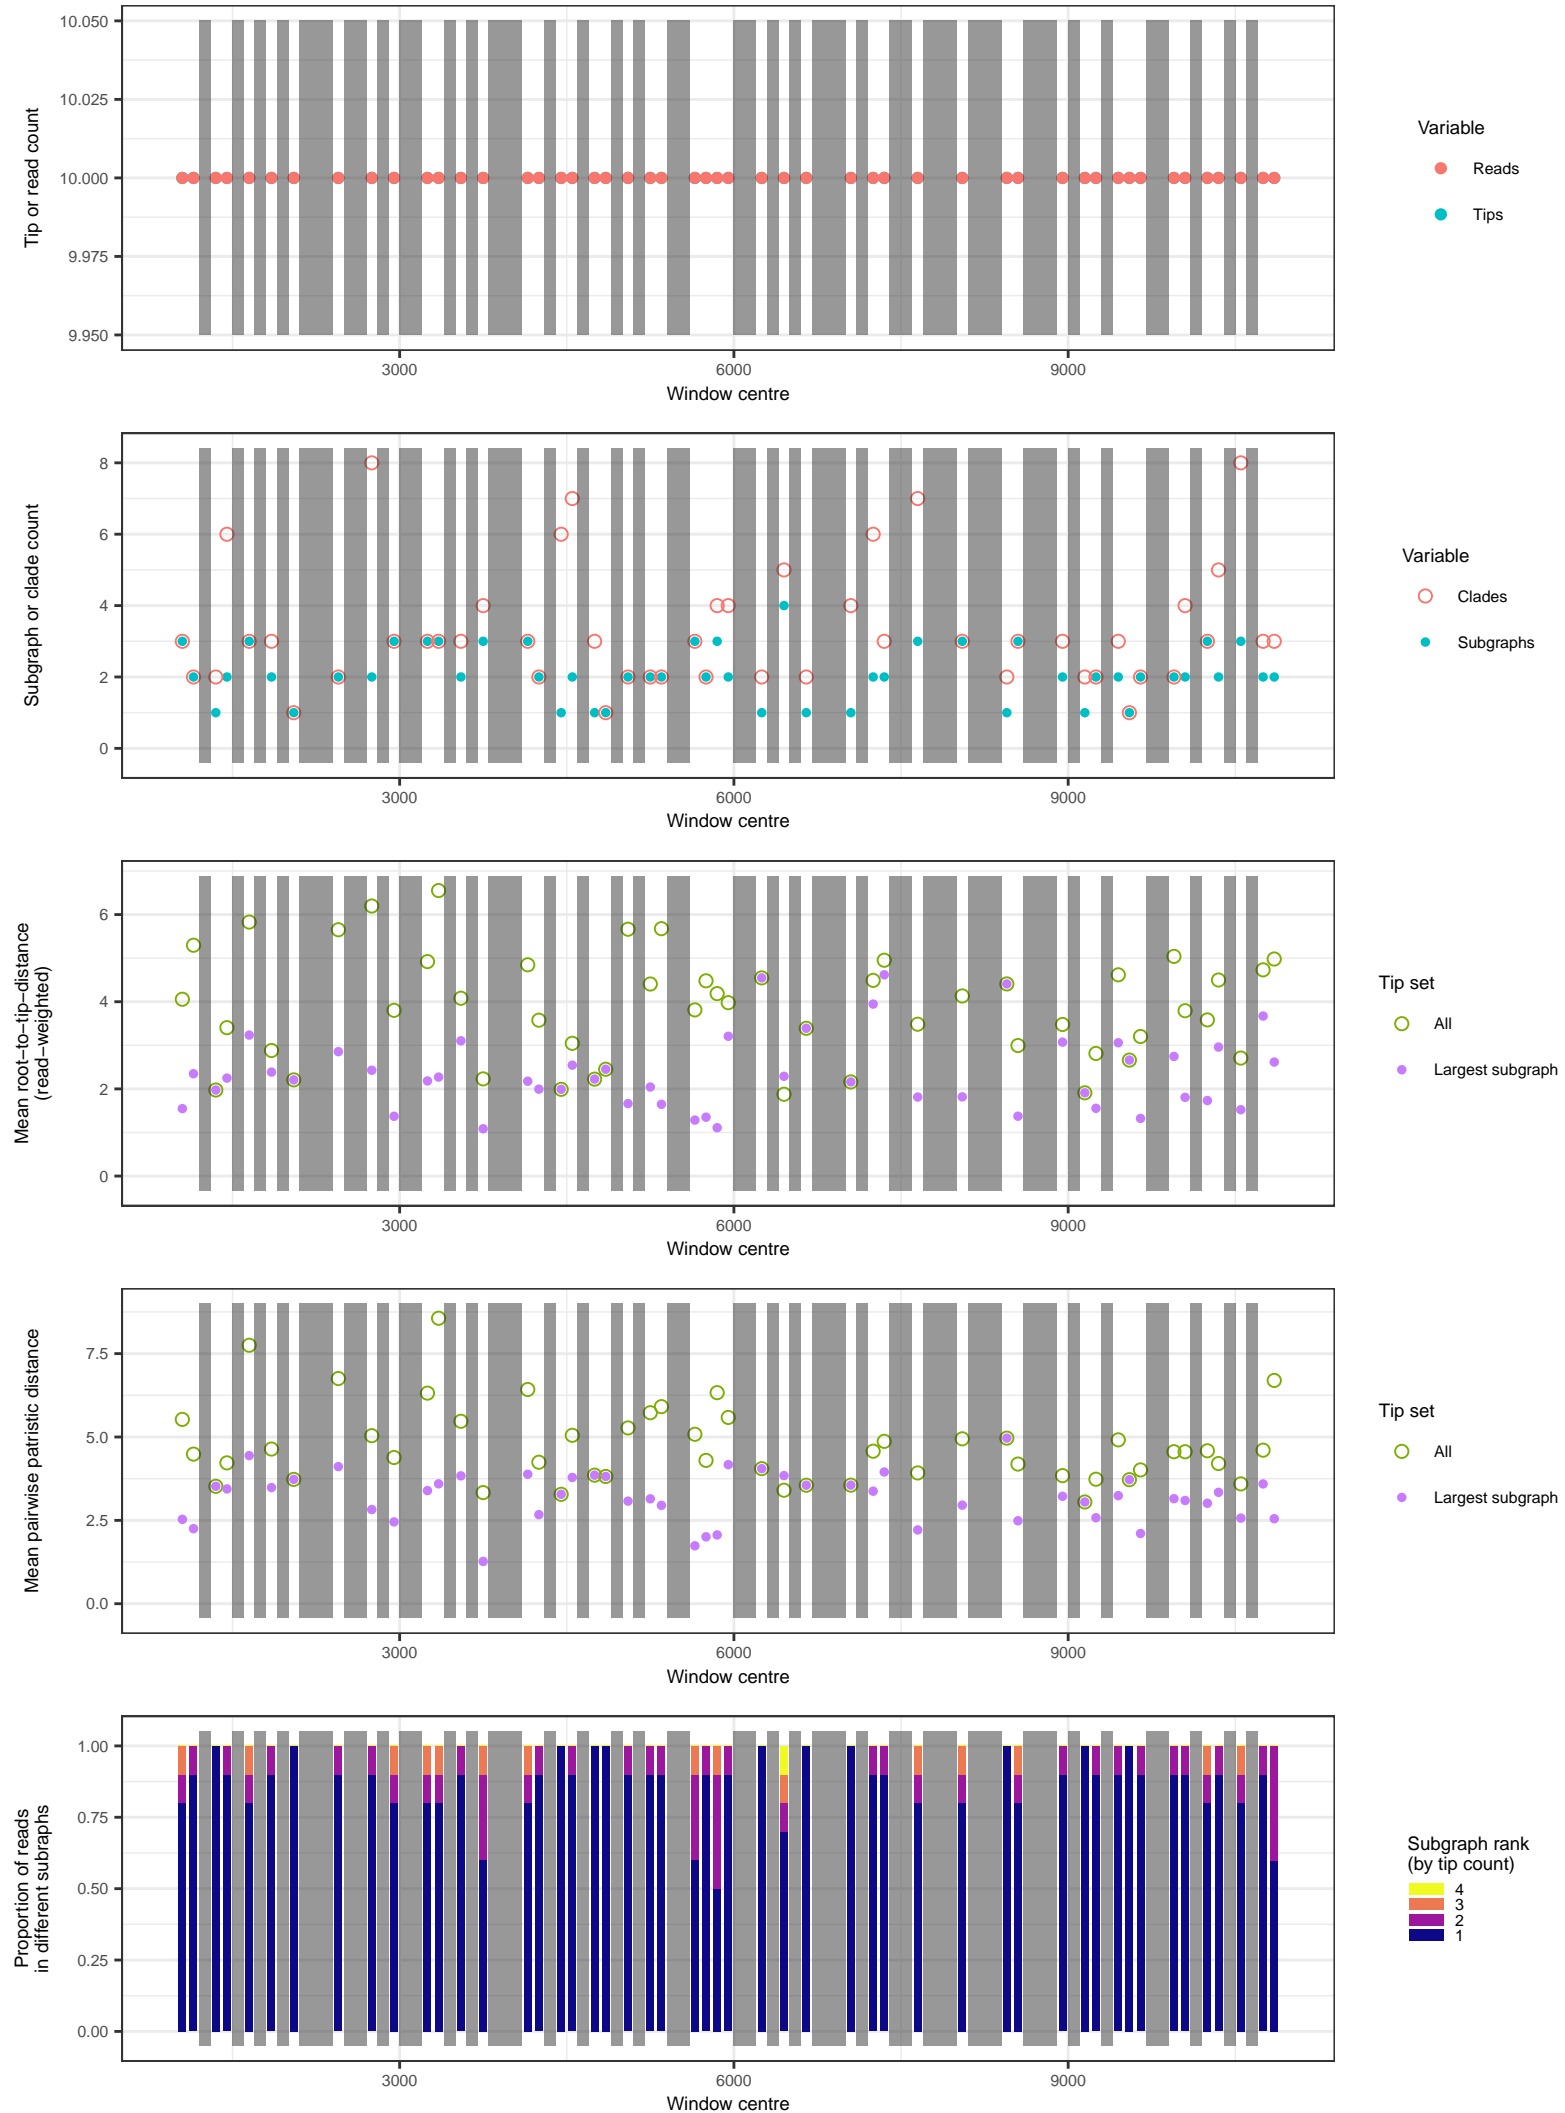 10.050
10.025
10.000
9.975
9.950
Tip or read count
3000 6000 9000
Window centre
Variable
Reads
Tips
8
6
4
2
0
Subgraph or clade count
3000 6000 9000
Window centre
Variable
Clades
Subgraphs
6
4
2
0
Mean root−to−tip−distance
(read−weighted)
3000 6000 9000
Window centre
Tip set
All
Largest subgraph
7.5
5.0
2.5
0.0
Mean pairwise patristic distance
3000 6000 9000
Window centre
Tip set
All
Largest subgraph
1.00
0.75
0.50
0.25
0.00
Proportion of reads
in different subraphs
3000 6000 9000
Window centre
Subgraph rank
(by tip count)
4
3
2
1